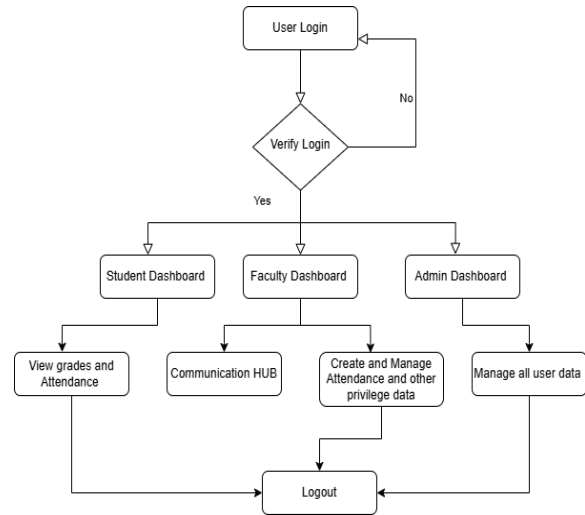 User Login
No
Verify Login
Yes
Student Dashboard
Faculty Dashboard
Admin Dashboard
View grades and
Attendance
Communication HUB
Create and Manage
Attendance and other
privilege data
Manage all user data
Logout